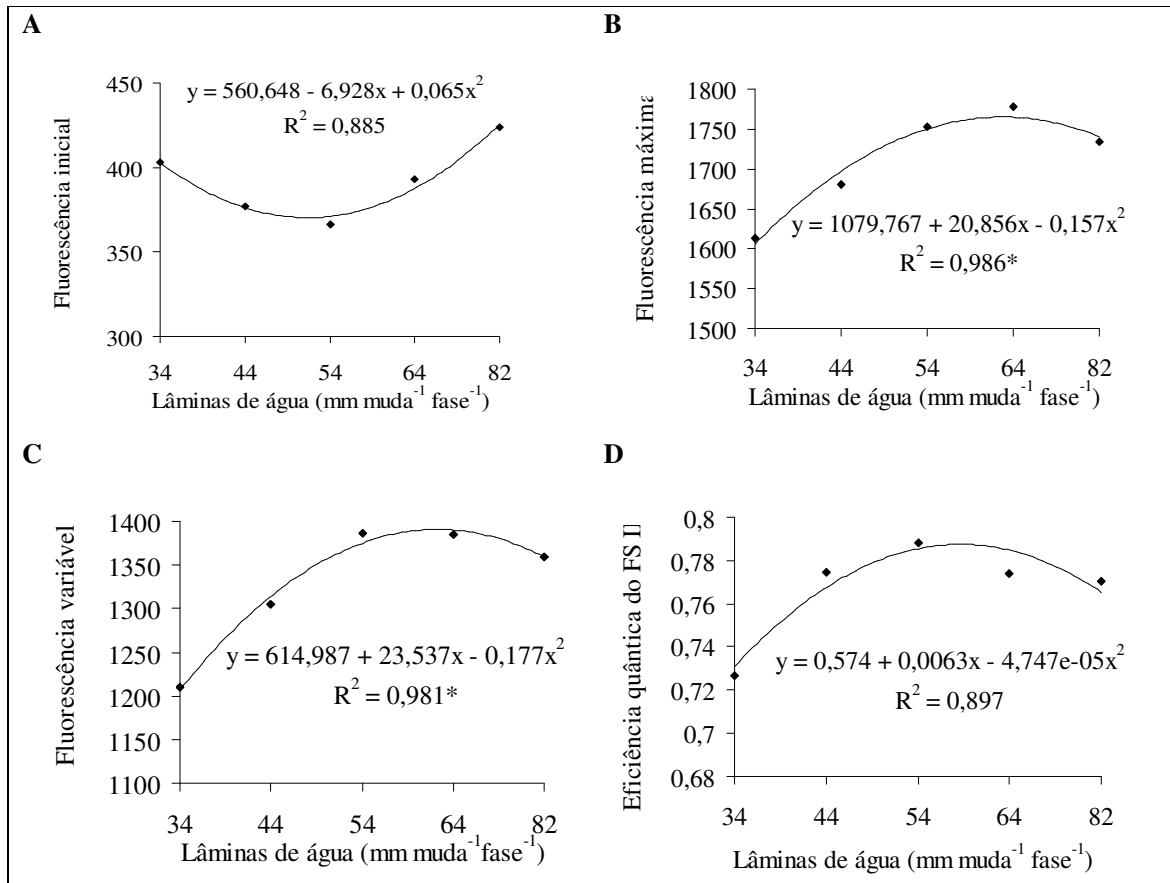 A
Fluorescência inicial
450
400
350
300
y = 560,648 - 6,928x + 0,065x²
R² = 0,885
34 44 54 64 82
Lâminas de água (mm muda⁻¹ fase⁻¹)
B
Fluorescência máxima
1800
1750
1700
1650
1600
1550
1500
y = 1079,767 + 20,856x - 0,157x²
R² = 0,986*
34 44 54 64 82
Lâminas de água (mm muda⁻¹ fase⁻¹)
C
Fluorescência variável
1400
1350
1300
1250
1200
1150
1100
y = 614,987 + 23,537x - 0,177x²
R² = 0,981*
34 44 54 64 82
Lâminas de água (mm muda⁻¹fase⁻¹)
D
Eficiência quântica do FS
0,8
0,78
0,76
0,74
0,72
0,7
0,68
y = 0,574 + 0,0063x - 4,747e-05x²
R² = 0,897
34 44 54 64 82
Lâminas de água (mm muda⁻¹ fase⁻¹)